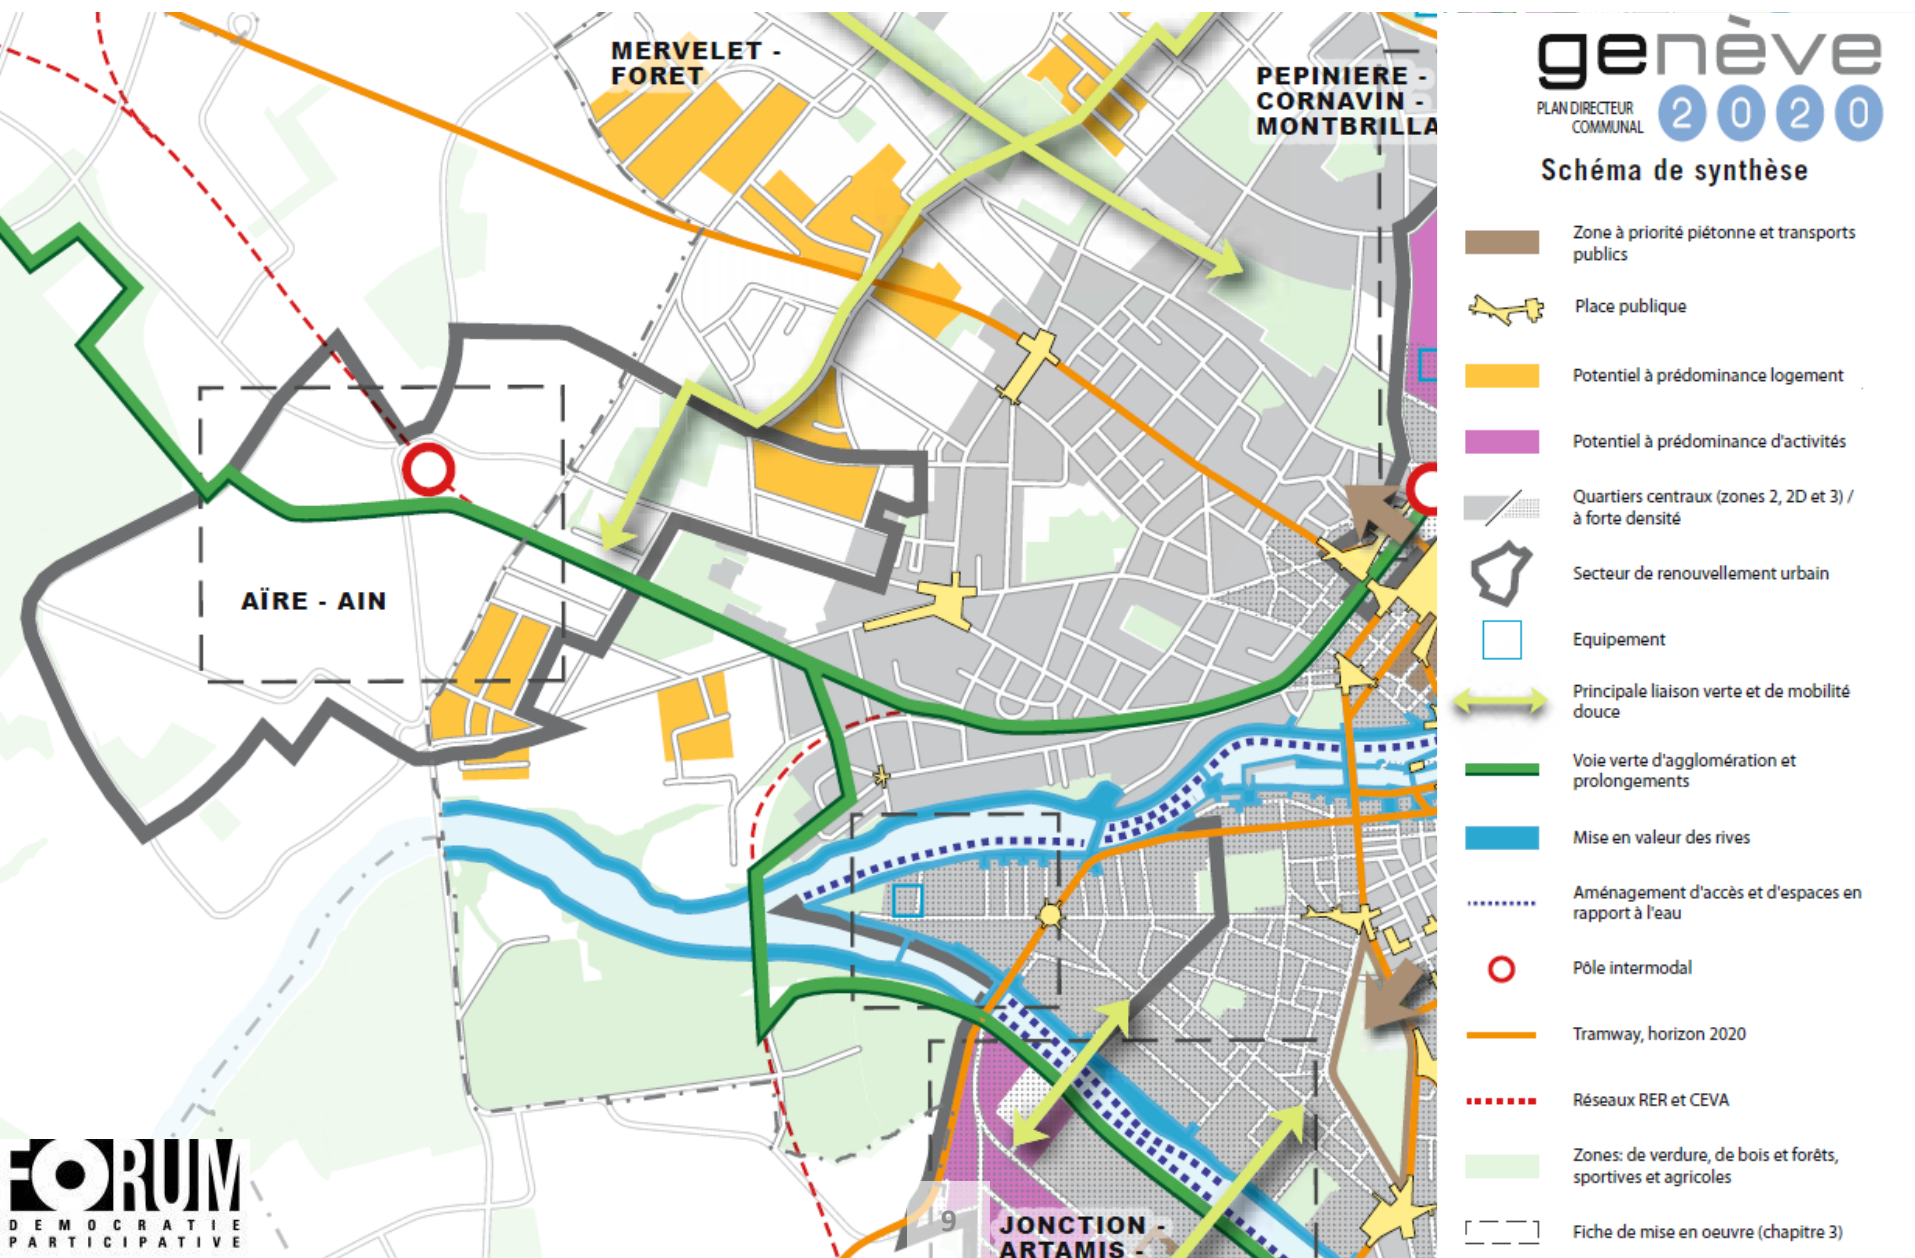 MERVELET -
FORET
PEPINIERE -
CORNAVIN -
MONTBRILLA
AÏRE - AIN
JONCTION -
ARTAMIS -
9
FORUM
DEMOCRATIE
PARTICIPATIVE
genève
PLAN DIRECTEUR
COMMUNAL
2020
Schéma de synthèse
Zone à priorité piétonne et transports
publics
Place publique
Potentiel à prédominance logement
Potentiel à prédominance d'activités
Quartiers centraux (zones 2, 2D et 3) /
à forte densité
Secteur de renouvellement urbain
Equipement
Principale liaison verte et de mobilité
douce
Voie verte d'agglomération et
prolongements
Mise en valeur des rives
Aménagement d'accès et d'espaces en
rapport à l'eau
Pôle intermodal
Tramway, horizon 2020
Réseaux RER et CEVA
Zones: de verdure, de bois et forêts,
sportives et agricoles
Fiche de mise en oeuvre (chapitre 3)